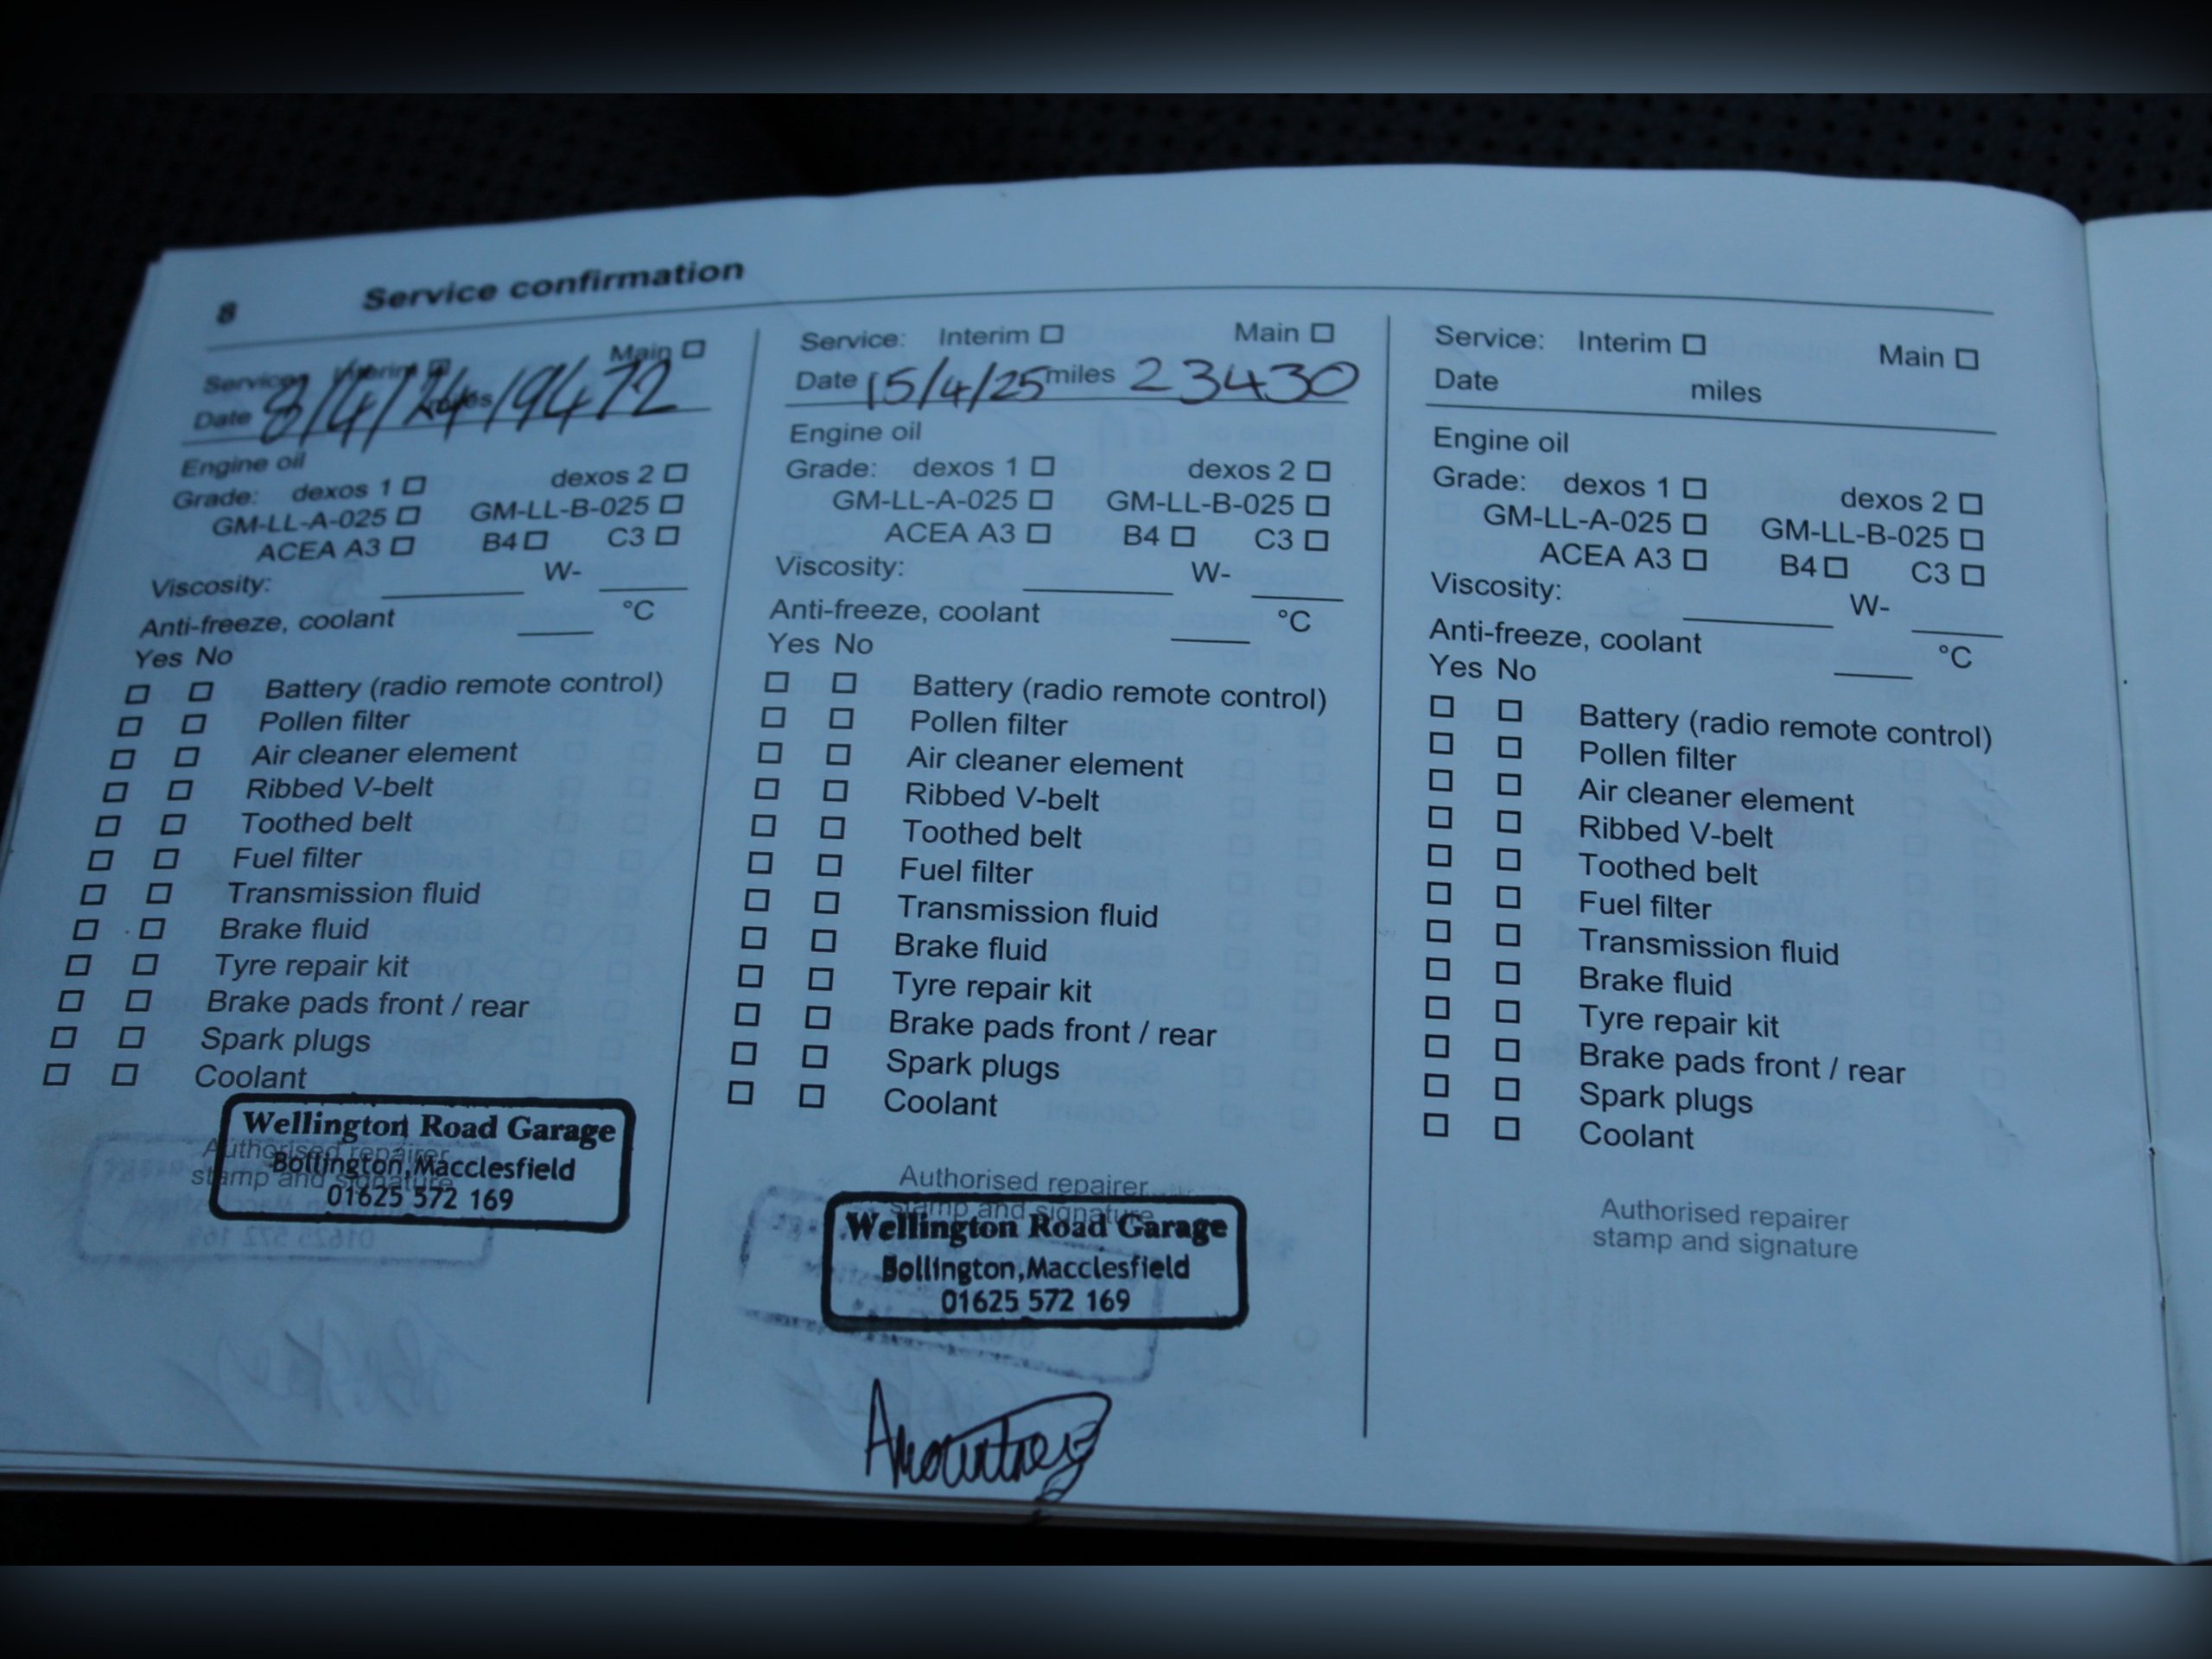 8 Service confirmation
Service: Interim Main
Date 8/4/24 miles 19472
Engine oil
Grade: dexos 1 dexos 2
GM-LL-A-025 GM-LL-B-025
ACEA A3 B4 C3
Viscosity: W-
Anti-freeze, coolant °C
Yes No
Battery (radio remote control)
Pollen filter
Air cleaner element
Ribbed V-belt
Toothed belt
Fuel filter
Transmission fluid
Brake fluid
Tyre repair kit
Brake pads front / rear
Spark plugs
Coolant
Authorised repairer
stamp and signature
Wellington Road Garage
Bollington,Macclesfield
01625 572 169
Service: Interim Main
Date 15/4/25 miles 23430
Engine oil
Grade: dexos 1 dexos 2
GM-LL-A-025 GM-LL-B-025
ACEA A3 B4 C3
Viscosity: W-
Anti-freeze, coolant °C
Yes No
Battery (radio remote control)
Pollen filter
Air cleaner element
Ribbed V-belt
Toothed belt
Fuel filter
Transmission fluid
Brake fluid
Tyre repair kit
Brake pads front / rear
Spark plugs
Coolant
Authorised repairer
stamp and signature
Wellington Road Garage
Bollington,Macclesfield
01625 572 169
Service: Interim Main
Date miles
Engine oil
Grade: dexos 1 dexos 2
GM-LL-A-025 GM-LL-B-025
ACEA A3 B4 C3
Viscosity: W-
Anti-freeze, coolant °C
Yes No
Battery (radio remote control)
Pollen filter
Air cleaner element
Ribbed V-belt
Toothed belt
Fuel filter
Transmission fluid
Brake fluid
Tyre repair kit
Brake pads front / rear
Spark plugs
Coolant
Authorised repairer
stamp and signature